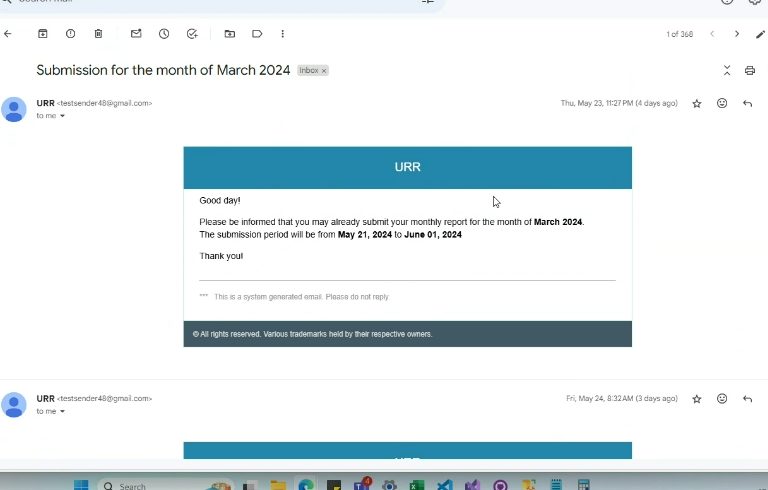 1 of 368
Submission for the month of March 2024 Inbox x
URR <testsender48@gmail.com>
Thu, May 23, 11:27 PM (4 days ago)
to me
URR
Good day!
Please be informed that you may already submit your monthly report for the month of March 2024.
The submission period will be from May 21, 2024 to June 01, 2024
Thank you!
*** This is a system generated email. Please do not reply.
© All rights reserved. Various trademarks held by their respective owners.
URR <testsender48@gmail.com>
Fri, May 24, 8:32 AM (3 days ago)
to me
Search
4